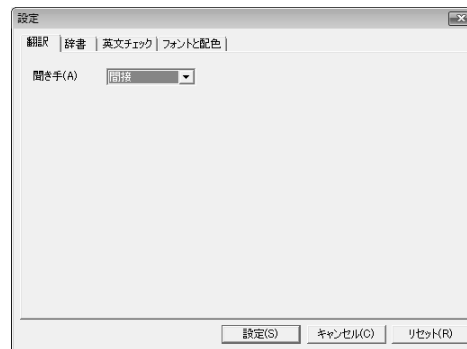 設定
翻訳 辞書 英文チェック フォントと配色
聞き手(A) 間接
設定(S) キャンセル(C) リセット(R)